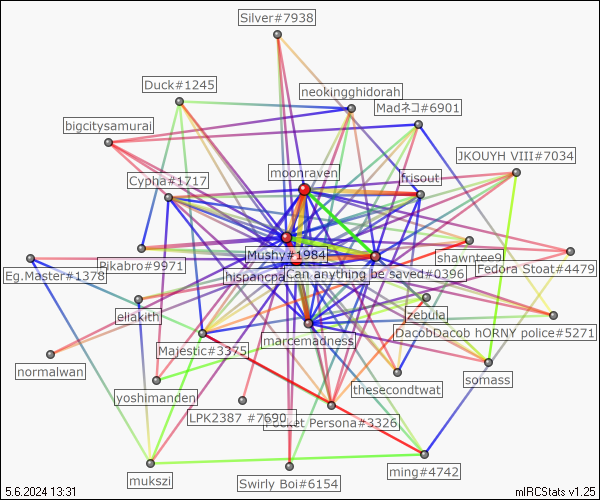 Silver#7938
Duck#1245
neokingghidorah
Madネコ#6901
bigcitysamurai
JKOUYH VIII#7034
moonraven
Cypha#1717
frisout
Mushy#1984
shawntee9
Pikabro#9971
Eg.Master#1378
hispancpa
Can anything be saved#0396
Fedora Stoat#4479
eliakith
zebula
DacobDacob hORNY police#5271
marcemadness
Majestic#3375
normalwan
somass
yoshimanden
thesecondtwat
LPK2387 #7690
Pocket Persona#3326
ming#4742
mukszi
Swirly Boi#6154
5.6.2024 13:31
mIRCStats v1.25